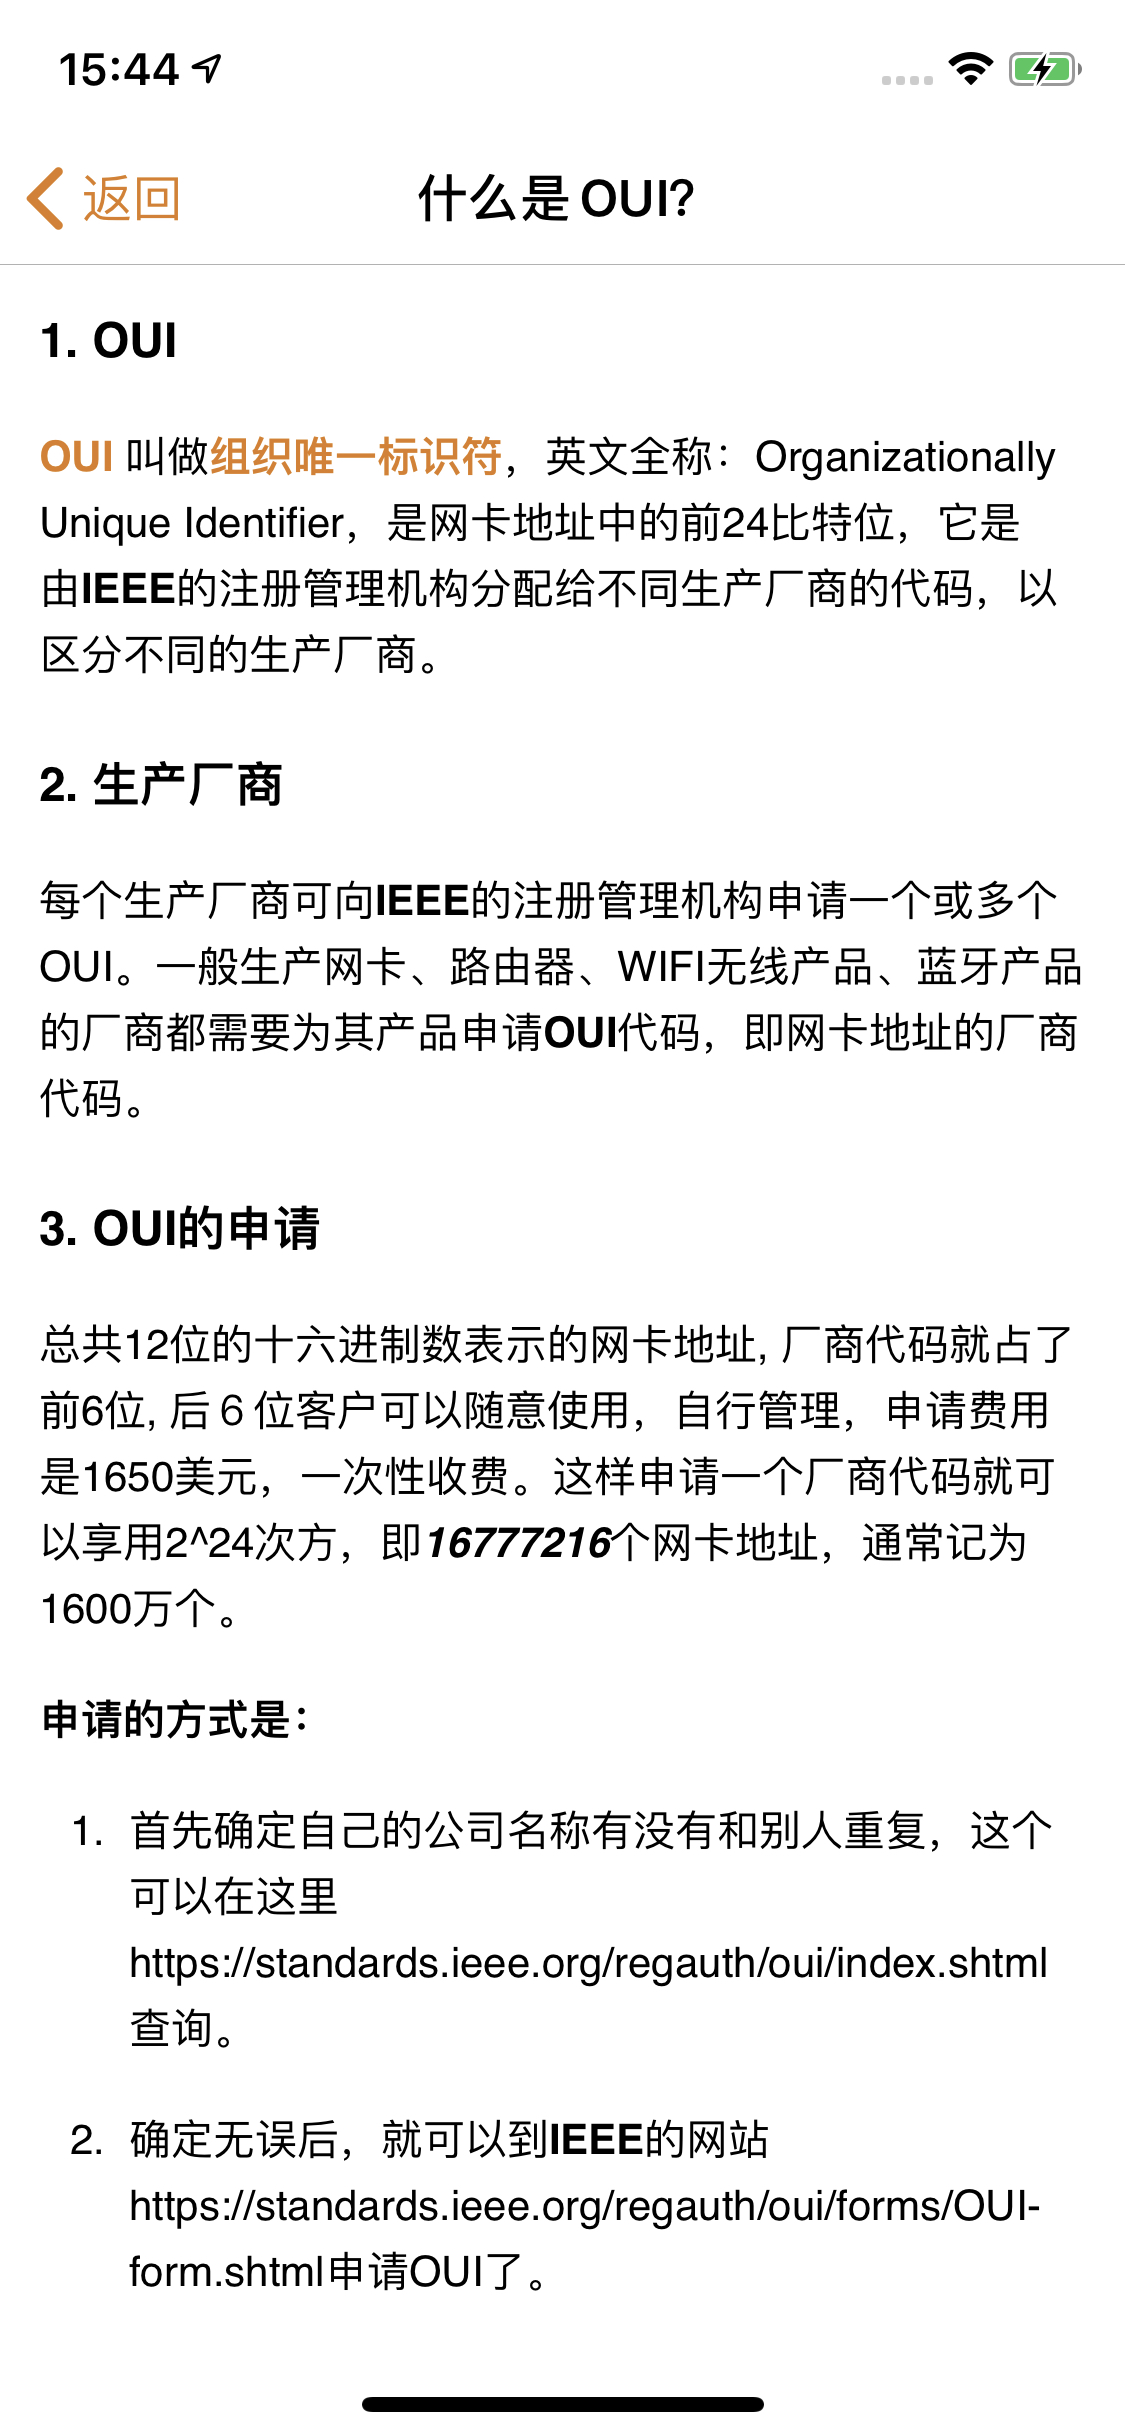 15:44
返回
什么是 OUI?
1. OUI
OUI 叫做组织唯一标识符，英文全称：Organizationally
Unique Identifier，是网卡地址中的前24比特位，它是
由IEEE的注册管理机构分配给不同生产厂商的代码，以
区分不同的生产厂商。
2. 生产厂商
每个生产厂商可向IEEE的注册管理机构申请一个或多个
OUI。一般生产网卡、路由器、WIFI无线产品、蓝牙产品
的厂商都需要为其产品申请OUI代码，即网卡地址的厂商
代码。
3. OUI的申请
总共12位的十六进制数表示的网卡地址, 厂商代码就占了
前6位, 后６位客户可以随意使用，自行管理，申请费用
是1650美元，一次性收费。这样申请一个厂商代码就可
以享用2^24次方，即16777216个网卡地址，通常记为
1600万个。
申请的方式是：
1. 首先确定自己的公司名称有没有和别人重复，这个
可以在这里
https://standards.ieee.org/regauth/oui/index.shtml
查询。
2. 确定无误后，就可以到IEEE的网站
https://standards.ieee.org/regauth/oui/forms/OUI-
form.shtml申请OUI了。